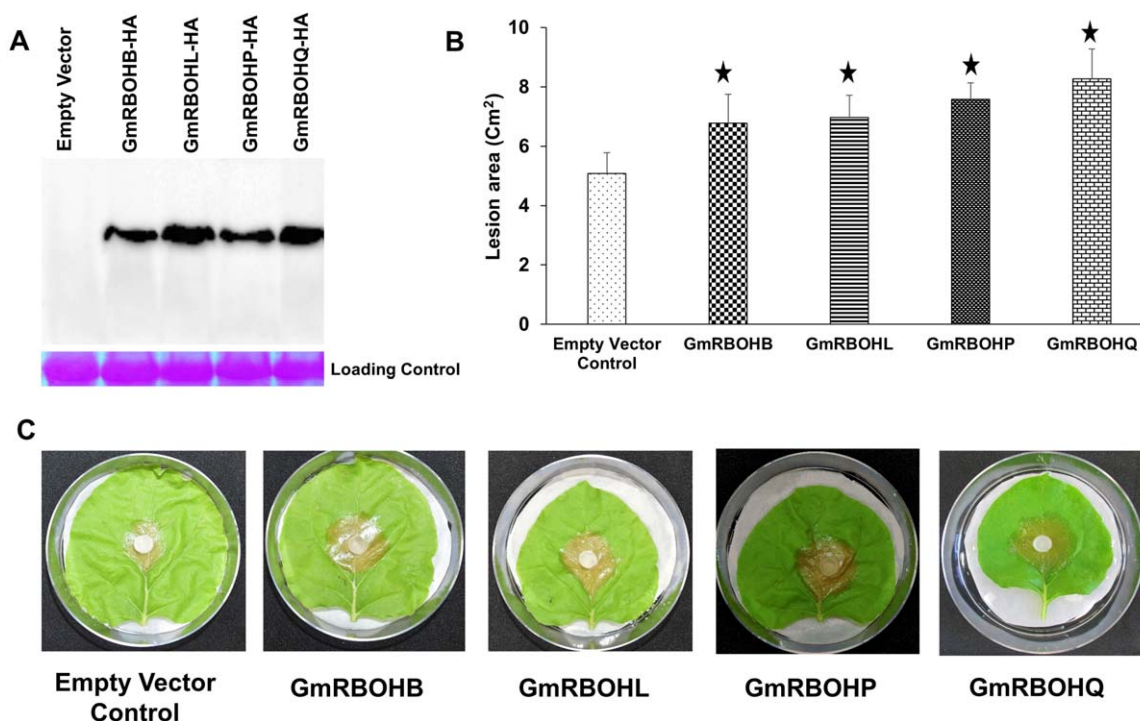 A
Empty Vector
GmRBOHB-HA
GmRBOHL-HA
GmRBOHP-HA
GmRBOHQ-HA
Loading Control
B
Lesion area (Cm²)
10
8
6
4
2
0
Empty Vector
Control
GmRBOHB
GmRBOHL
GmRBOHP
GmRBOHQ
C
Empty Vector
Control
GmRBOHB
GmRBOHL
GmRBOHP
GmRBOHQ